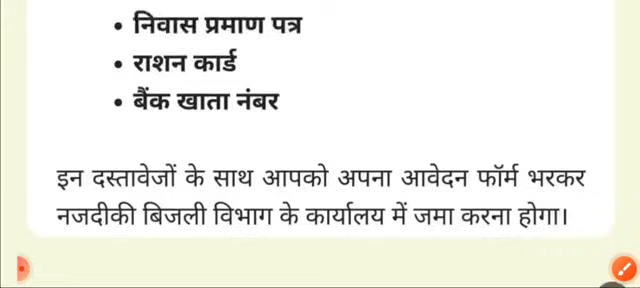 • निवास प्रमाण पत्र
• राशन कार्ड
• बैंक खाता नंबर
इन दस्तावेजों के साथ आपको अपना आवेदन फॉर्म भरकर
नजदीकी बिजली विभाग के कार्यालय में जमा करना होगा।